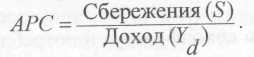 APC = Сбережения (S)
Доход (Y_d) .